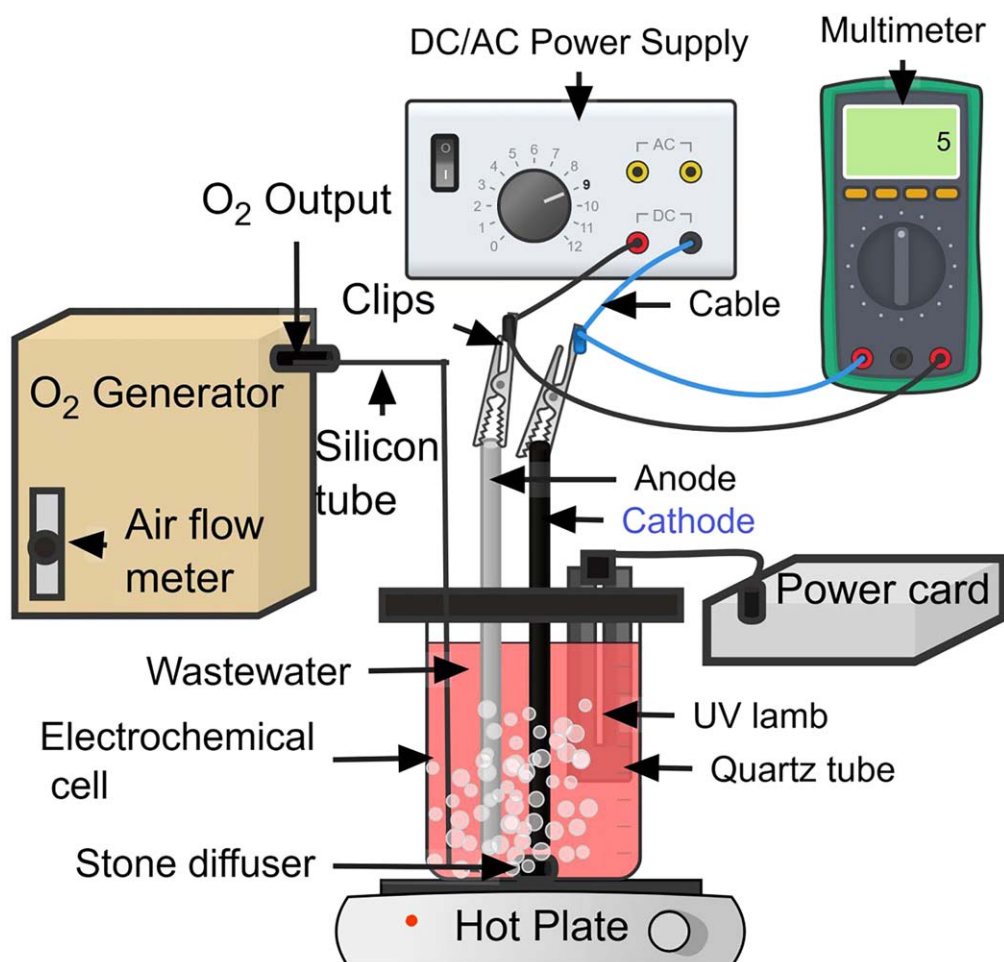 DC/AC Power Supply
Multimeter
5
O
I
0
1
2
3
4
5
6
7
8
9
10
11
12
AC
DC
O₂ Output
Clips
Cable
O₂ Generator
Silicon
tube
Anode
Cathode
Air flow
meter
Power card
Wastewater
UV lamb
Electrochemical
cell
Quartz tube
Stone diffuser
Hot Plate